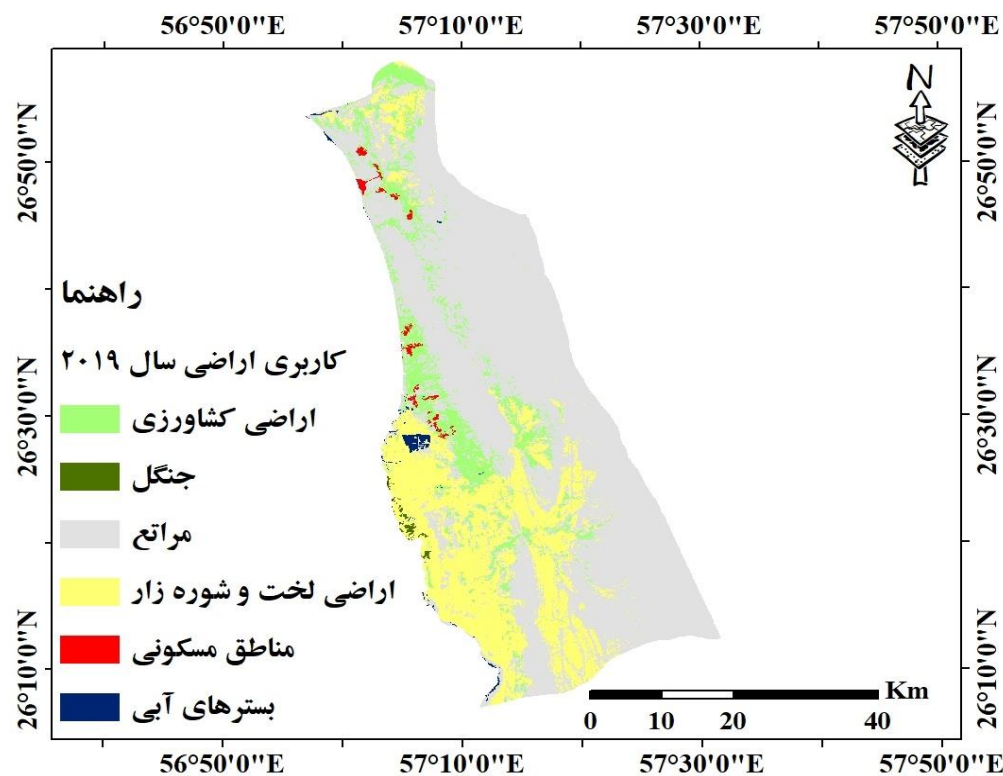 56°50'0"E 57°10'0"E 57°30'0"E 57°50'0"E
N
26°50'0"N 26°50'0"N
راهنما
کاربری اراضی سال ۲۰۱۹
اراضی کشاورزی
26°30'0"N 26°30'0"N
جنگل
مراتع
اراضی لخت و شوره زار
مناطق مسکونی
26°10'0"N 26°10'0"N
بسترهای آبی
Km
0 10 20 40
56°50'0"E 57°10'0"E 57°30'0"E 57°50'0"E